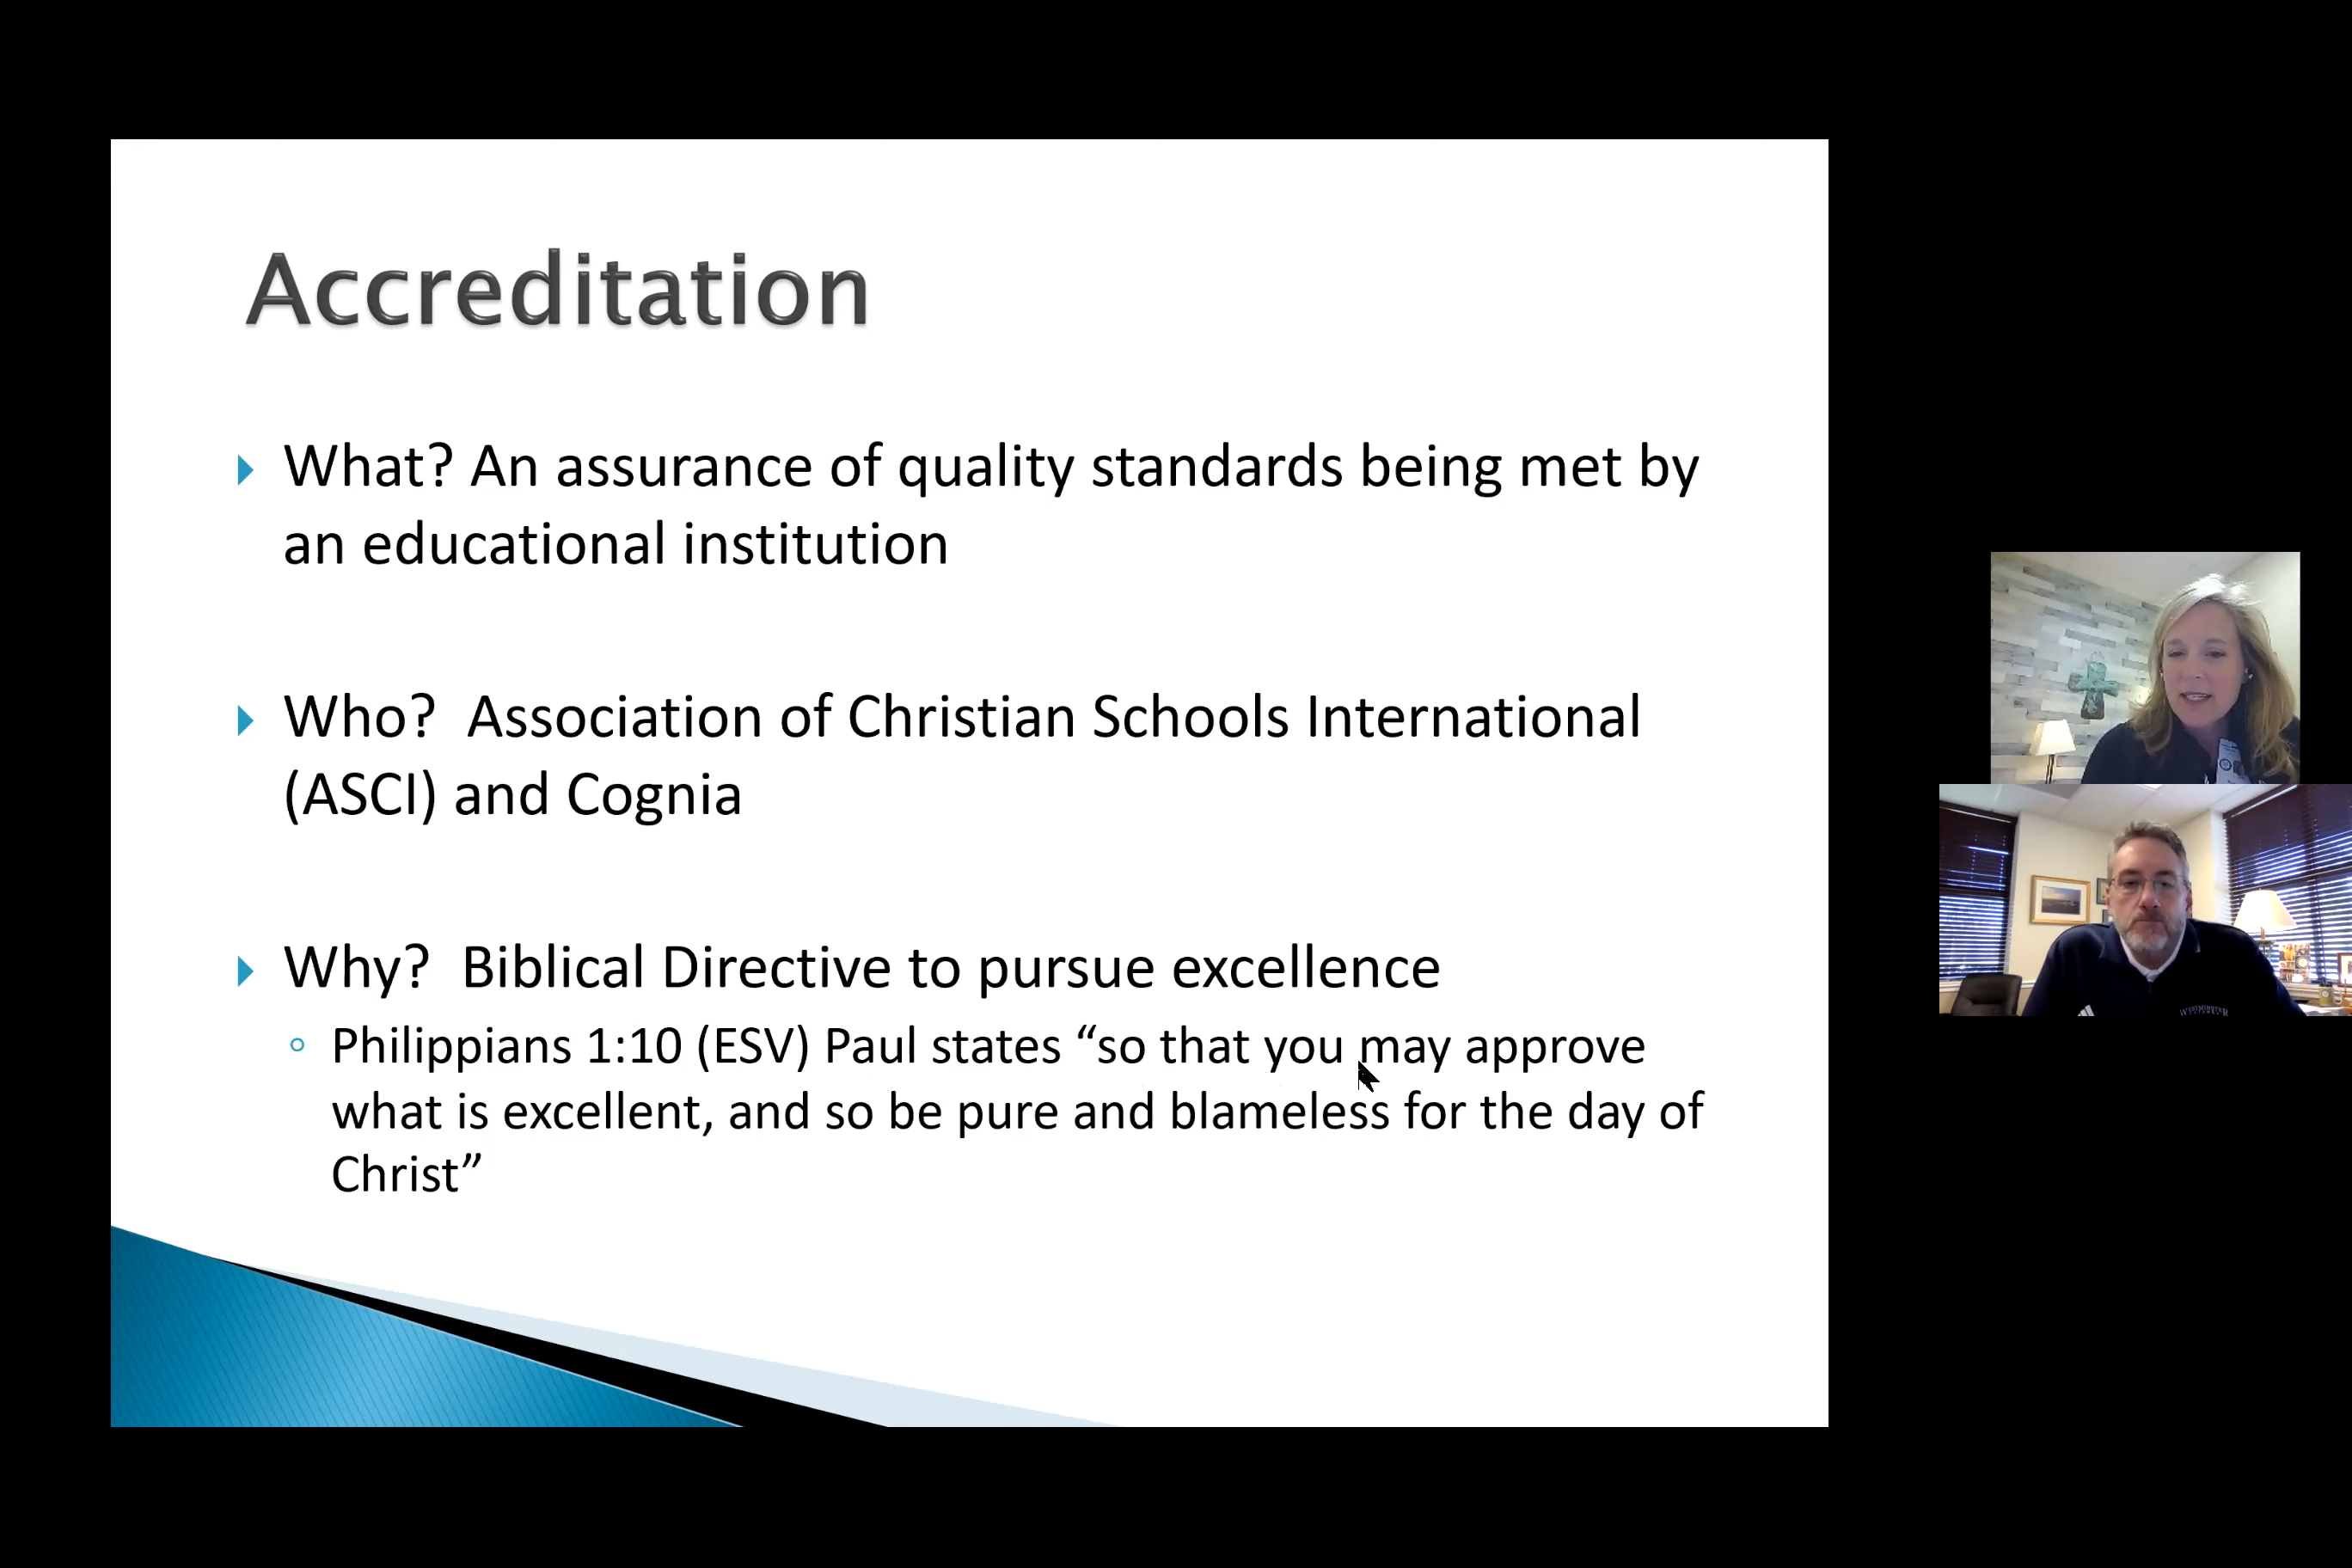 Accreditation
What? An assurance of quality standards being met by
an educational institution
Who? Association of Christian Schools International
(ASCI) and Cognia
Why? Biblical Directive to pursue excellence
Philippians 1:10 (ESV) Paul states “so that you may approve
what is excellent, and so be pure and blameless for the day of
Christ”
WESTMINSTER